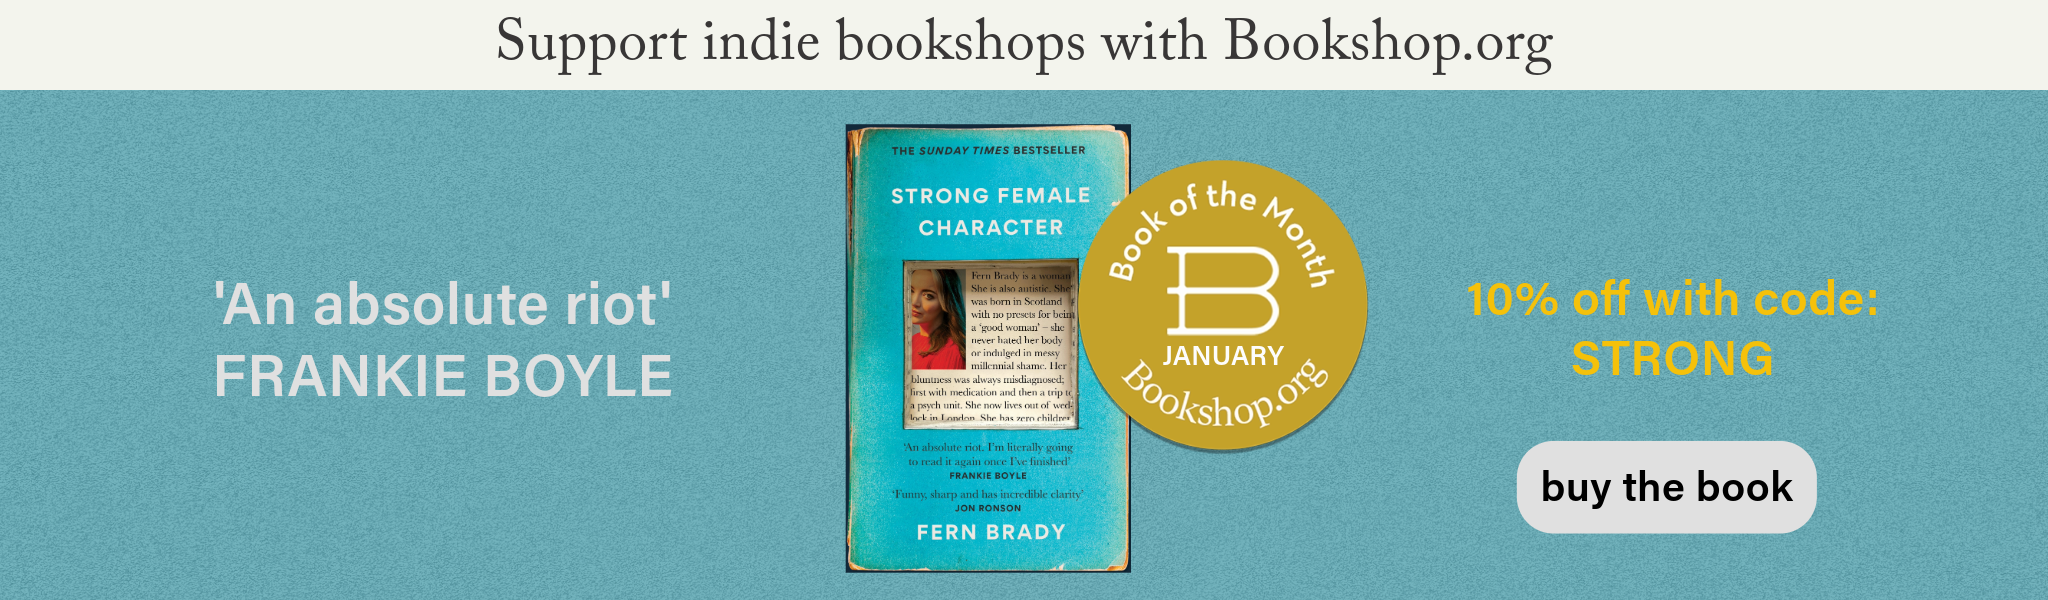 Support indie bookshops with Bookshop.org
'An absolute riot'
FRANKIE BOYLE
THE SUNDAY TIMES BESTSELLER
STRONG FEMALE
CHARACTER
Fern Brady is a woman
She is also autistic. She
was born in Scotland
with no presets for being
a 'good woman' – she
never hated her body
or indulged in messy
millennial shame. Her
bluntness was always misdiagnosed;
first with medication and then a trip to
a psych unit. She now lives out of wed-
lock in London. She has zero children
'An absolute riot. I'm literally going
to read it again once I've finished'
FRANKIE BOYLE
'Funny, sharp and has incredible clarity'
JON RONSON
FERN BRADY
Book of the Month
B
JANUARY
Bookshop.org
10% off with code:
STRONG
buy the book